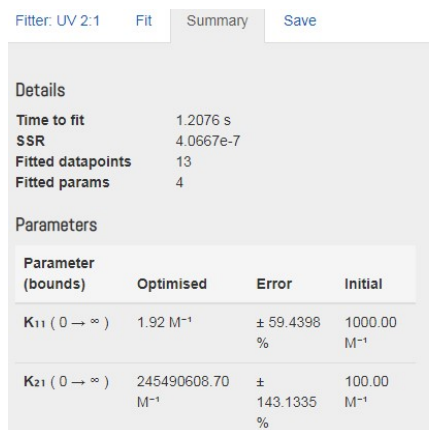 Fitter: UV 2:1 Fit Summary Save
Details
Time to fit 1.2076 s
SSR 4.0667e-7
Fitted datapoints 13
Fitted params 4
Parameters
Parameter
(bounds) Optimised Error Initial
K₁₁ ( 0 → ∞ ) 1.92 M⁻¹ ± 59.4398 1000.00
% M⁻¹
K₂₁ ( 0 → ∞ ) 245490608.70 ± 100.00
M⁻¹ 143.1335 M⁻¹
%